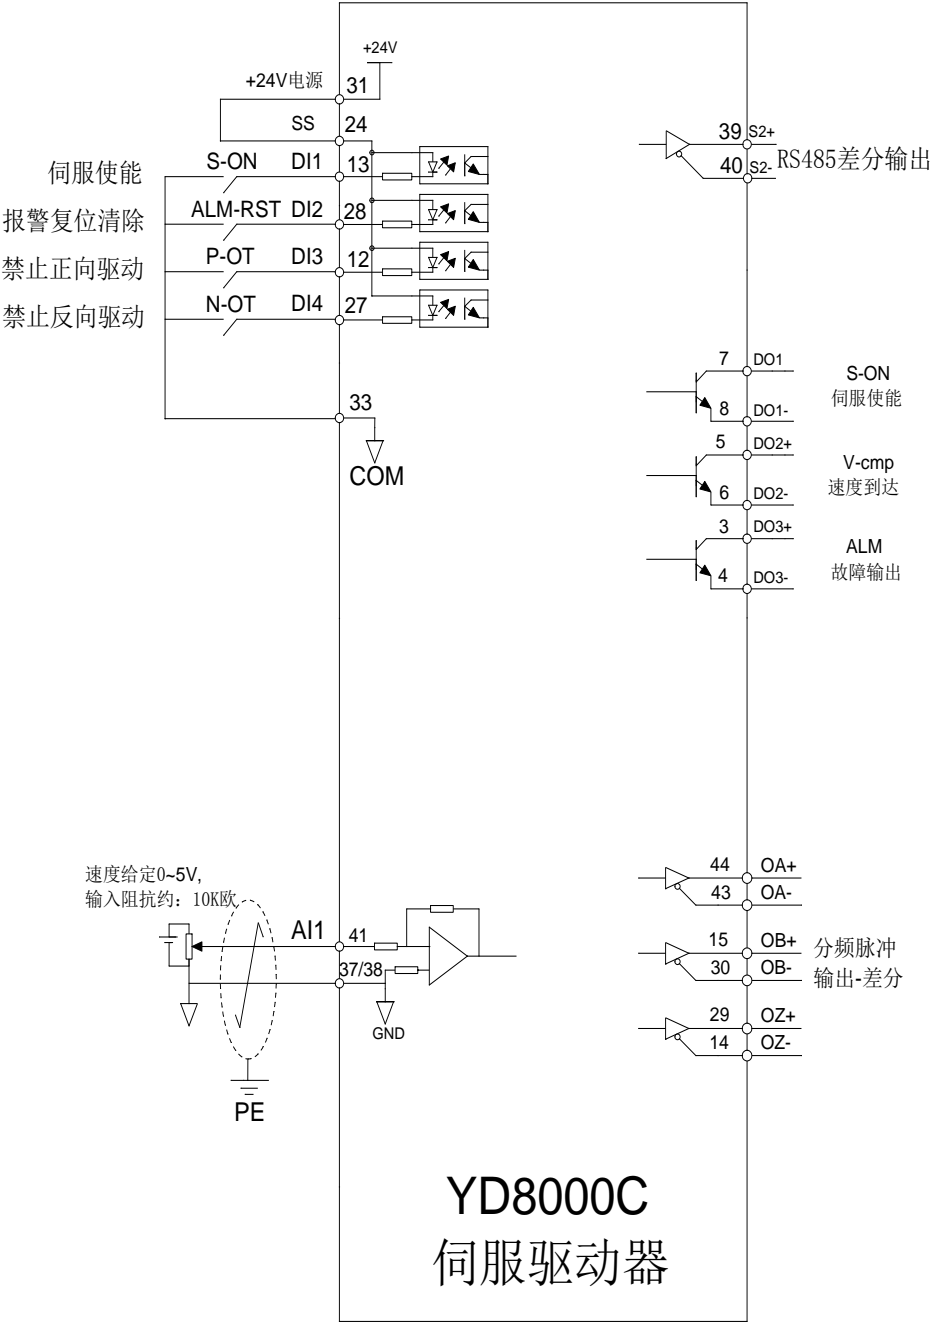 +24V
+24V电源 31
SS 24
伺服使能 S-ON DI1 13
报警复位清除 ALM-RST DI2 28
禁止正向驱动 P-OT DI3 12
禁止反向驱动 N-OT DI4 27
33
COM
39 S2+
40 S2-
RS485差分输出
7 DO1
8 DO1-
S-ON
伺服使能
5 DO2+
6 DO2-
V-cmp
速度到达
3 DO3+
4 DO3-
ALM
故障输出
速度给定0~5V,
输入阻抗约：10K欧
AI1 41
37/38
GND
PE
44 OA+
43 OA-
15 OB+
30 OB-
分频脉冲
输出-差分
29 OZ+
14 OZ-
YD8000C
伺服驱动器